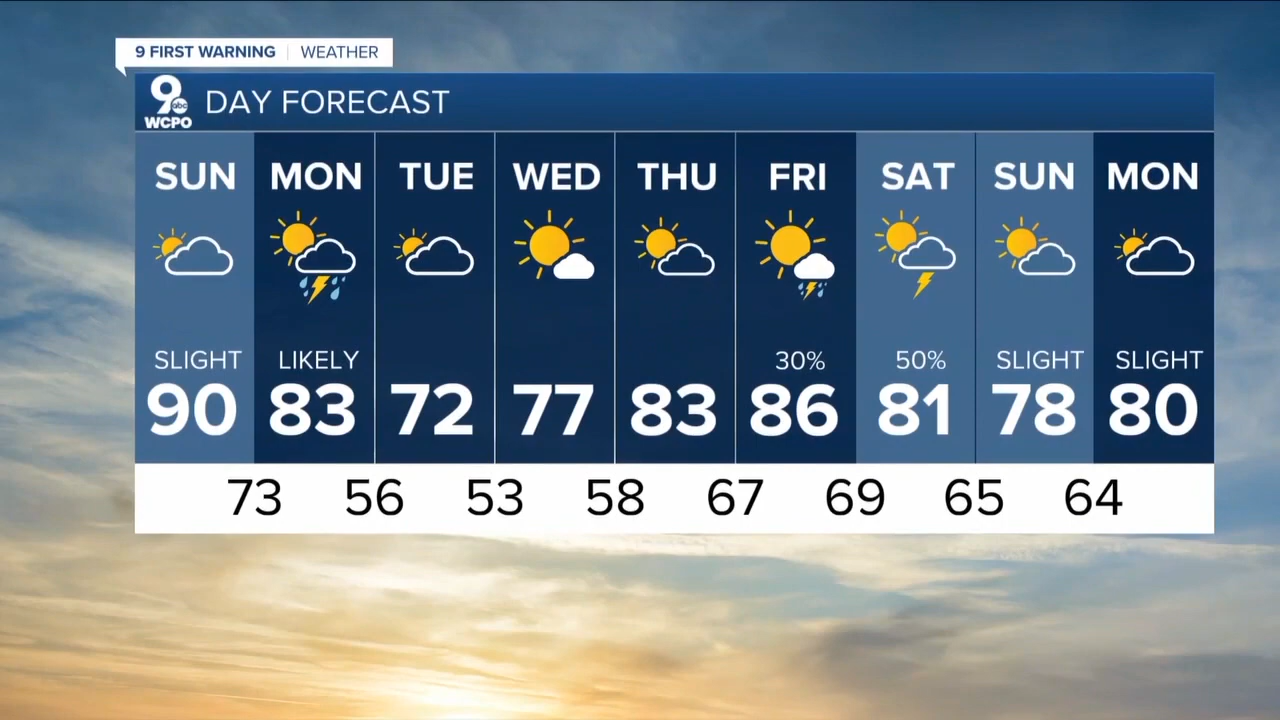 9 FIRST WARNING | WEATHER
9 abc WCPO DAY FORECAST
SUN MON TUE WED THU FRI SAT SUN MON
SLIGHT LIKELY 30% 50% SLIGHT SLIGHT
90 83 72 77 83 86 81 78 80
73 56 53 58 67 69 65 64